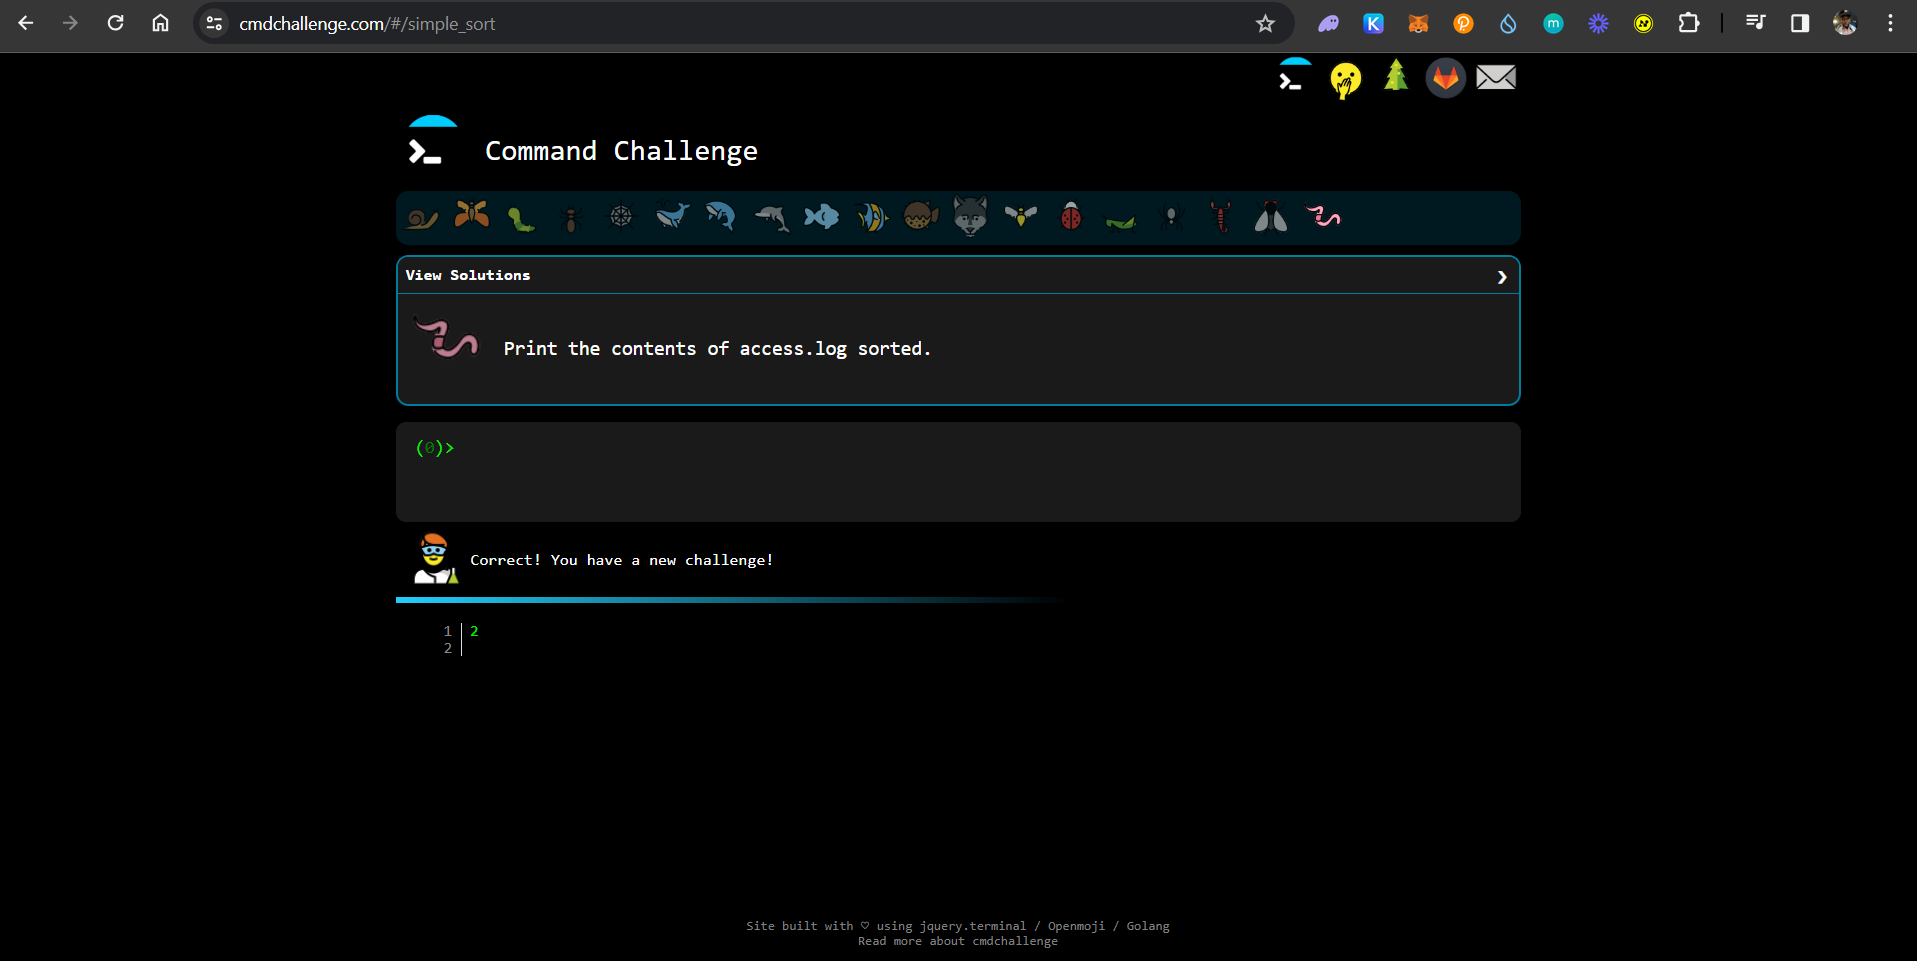 cmdchallenge.com/#/simple_sort
K
P
m
Command Challenge
View Solutions
Print the contents of access.log sorted.
(0)>
Correct! You have a new challenge!
1 2
2
Site built with ♡ using jquery.terminal / Openmoji / Golang
Read more about cmdchallenge